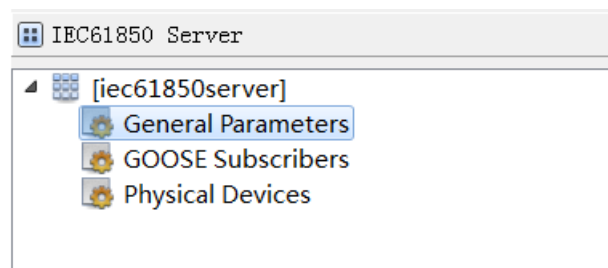 IEC61850 Server
[iec61850server]
General Parameters
GOOSE Subscribers
Physical Devices